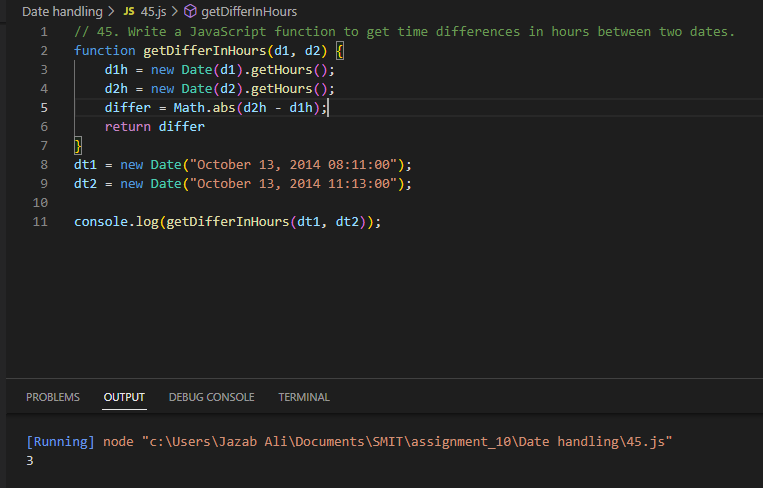 Date handling > JS 45.js > getDifferInHours
1 // 45. Write a JavaScript function to get time differences in hours between two dates.
2 function getDifferInHours(d1, d2) {
3     d1h = new Date(d1).getHours();
4     d2h = new Date(d2).getHours();
5     differ = Math.abs(d2h - d1h);
6     return differ
7 }
8 dt1 = new Date("October 13, 2014 08:11:00");
9 dt2 = new Date("October 13, 2014 11:13:00");
10
11 console.log(getDifferInHours(dt1, dt2));
PROBLEMS OUTPUT DEBUG CONSOLE TERMINAL
[Running] node "c:\Users\Jazab Ali\Documents\SMIT\assignment_10\Date handling\45.js"
3